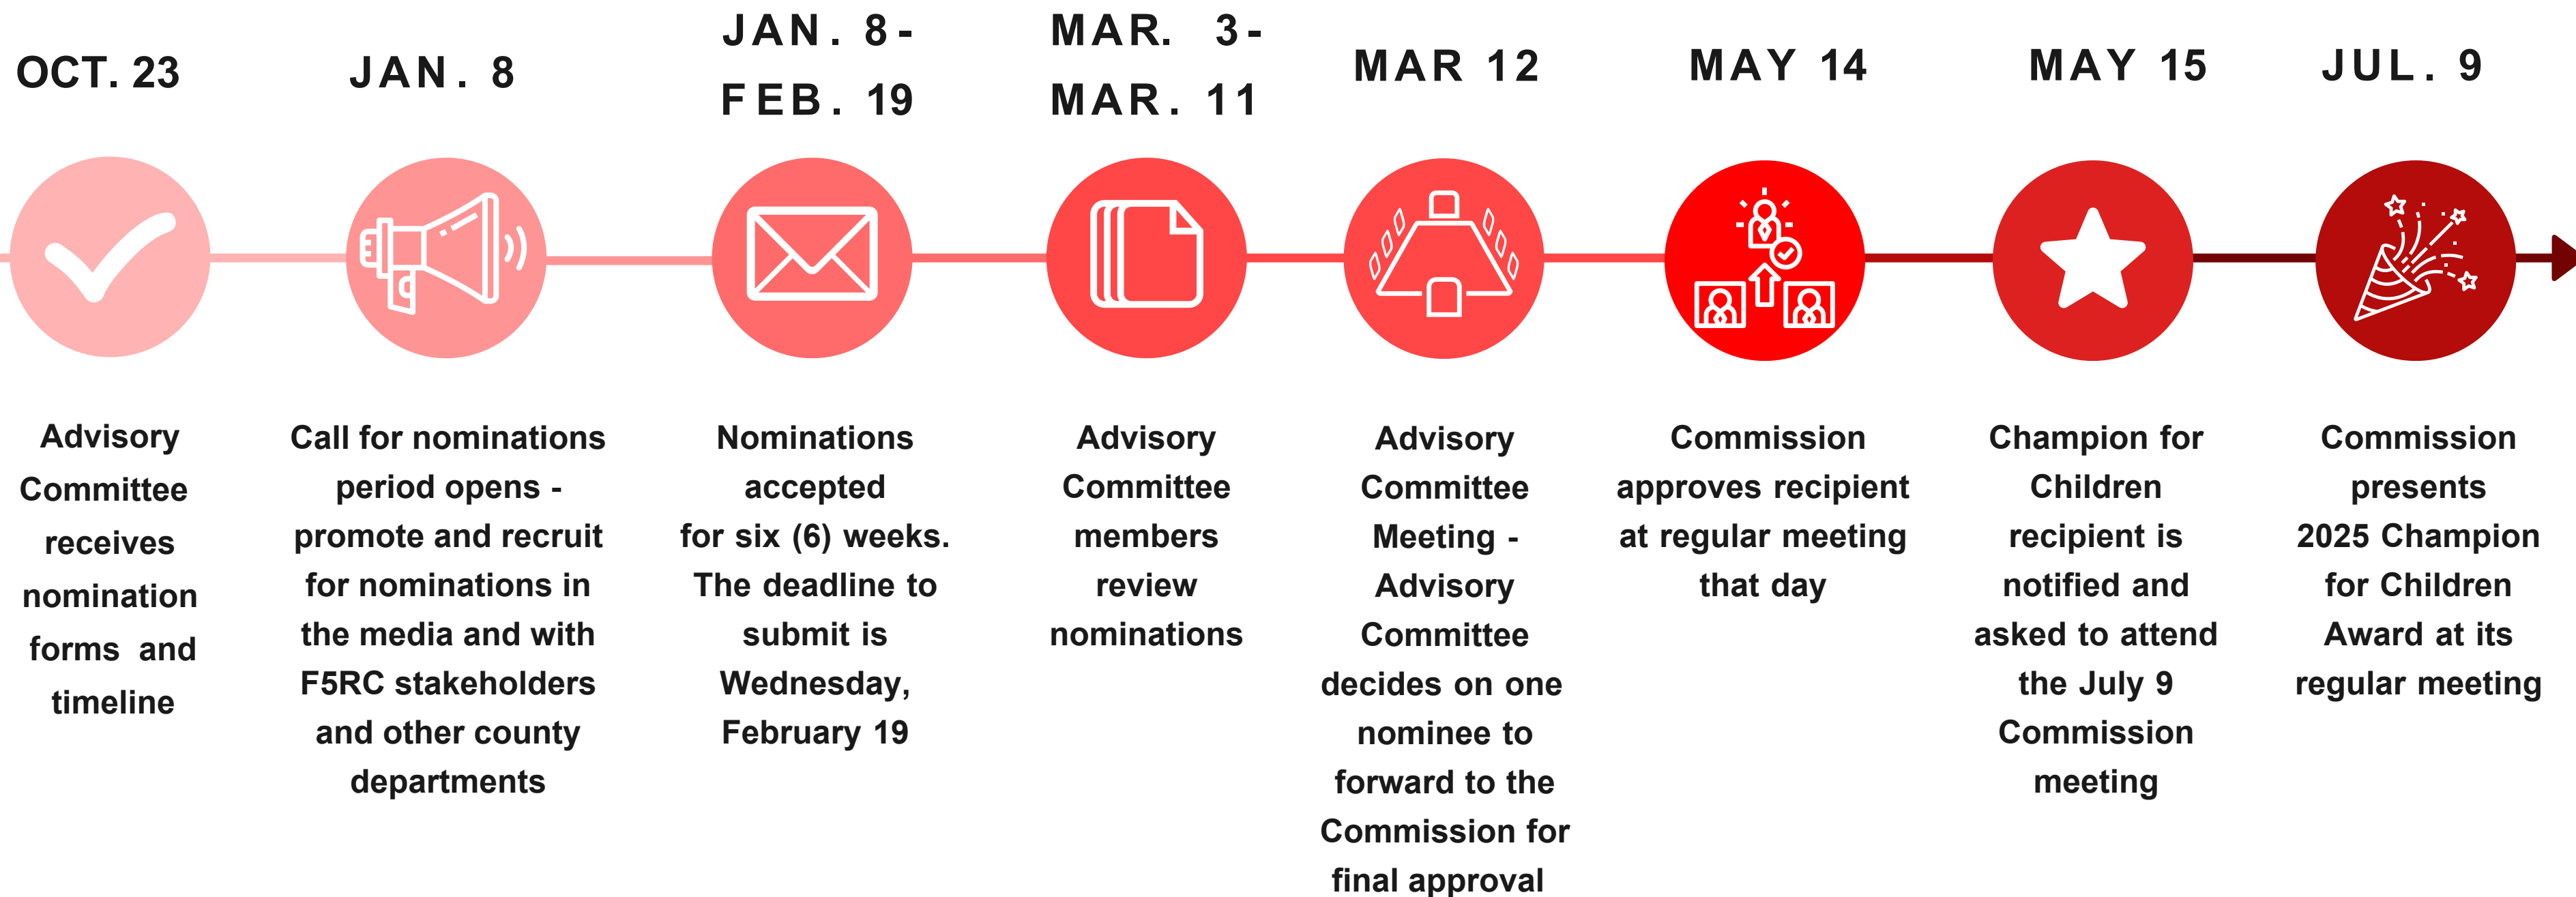 OCT. 23
Advisory
Committee
receives
nomination
forms and
timeline
JAN. 8
Call for nominations
period opens -
promote and recruit
for nominations in
the media and with
F5RC stakeholders
and other county
departments
JAN. 8-
FEB. 19
Nominations
accepted
for six (6) weeks.
The deadline to
submit is
Wednesday,
February 19
MAR. 3-
MAR. 11
Advisory
Committee
members
review
nominations
MAR 12
Advisory
Committee
Meeting -
Advisory
Committee
decides on one
nominee to
forward to the
Commission for
final approval
MAY 14
Commission
approves recipient
at regular meeting
that day
MAY 15
Champion for
Children
recipient is
notified and
asked to attend
the July 9
Commission
meeting
JUL. 9
Commission
presents
2025 Champion
for Children
Award at its
regular meeting